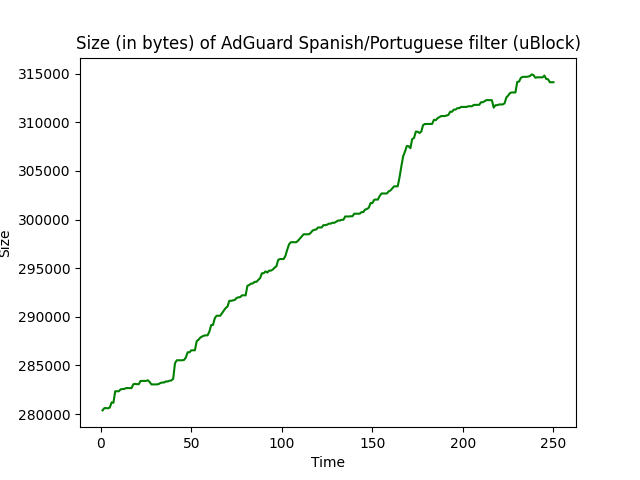 Size (in bytes) of AdGuard Spanish/Portuguese filter (uBlock)
315000
310000
305000
300000
295000
290000
285000
280000
Size
0 50 100 150 200 250
Time